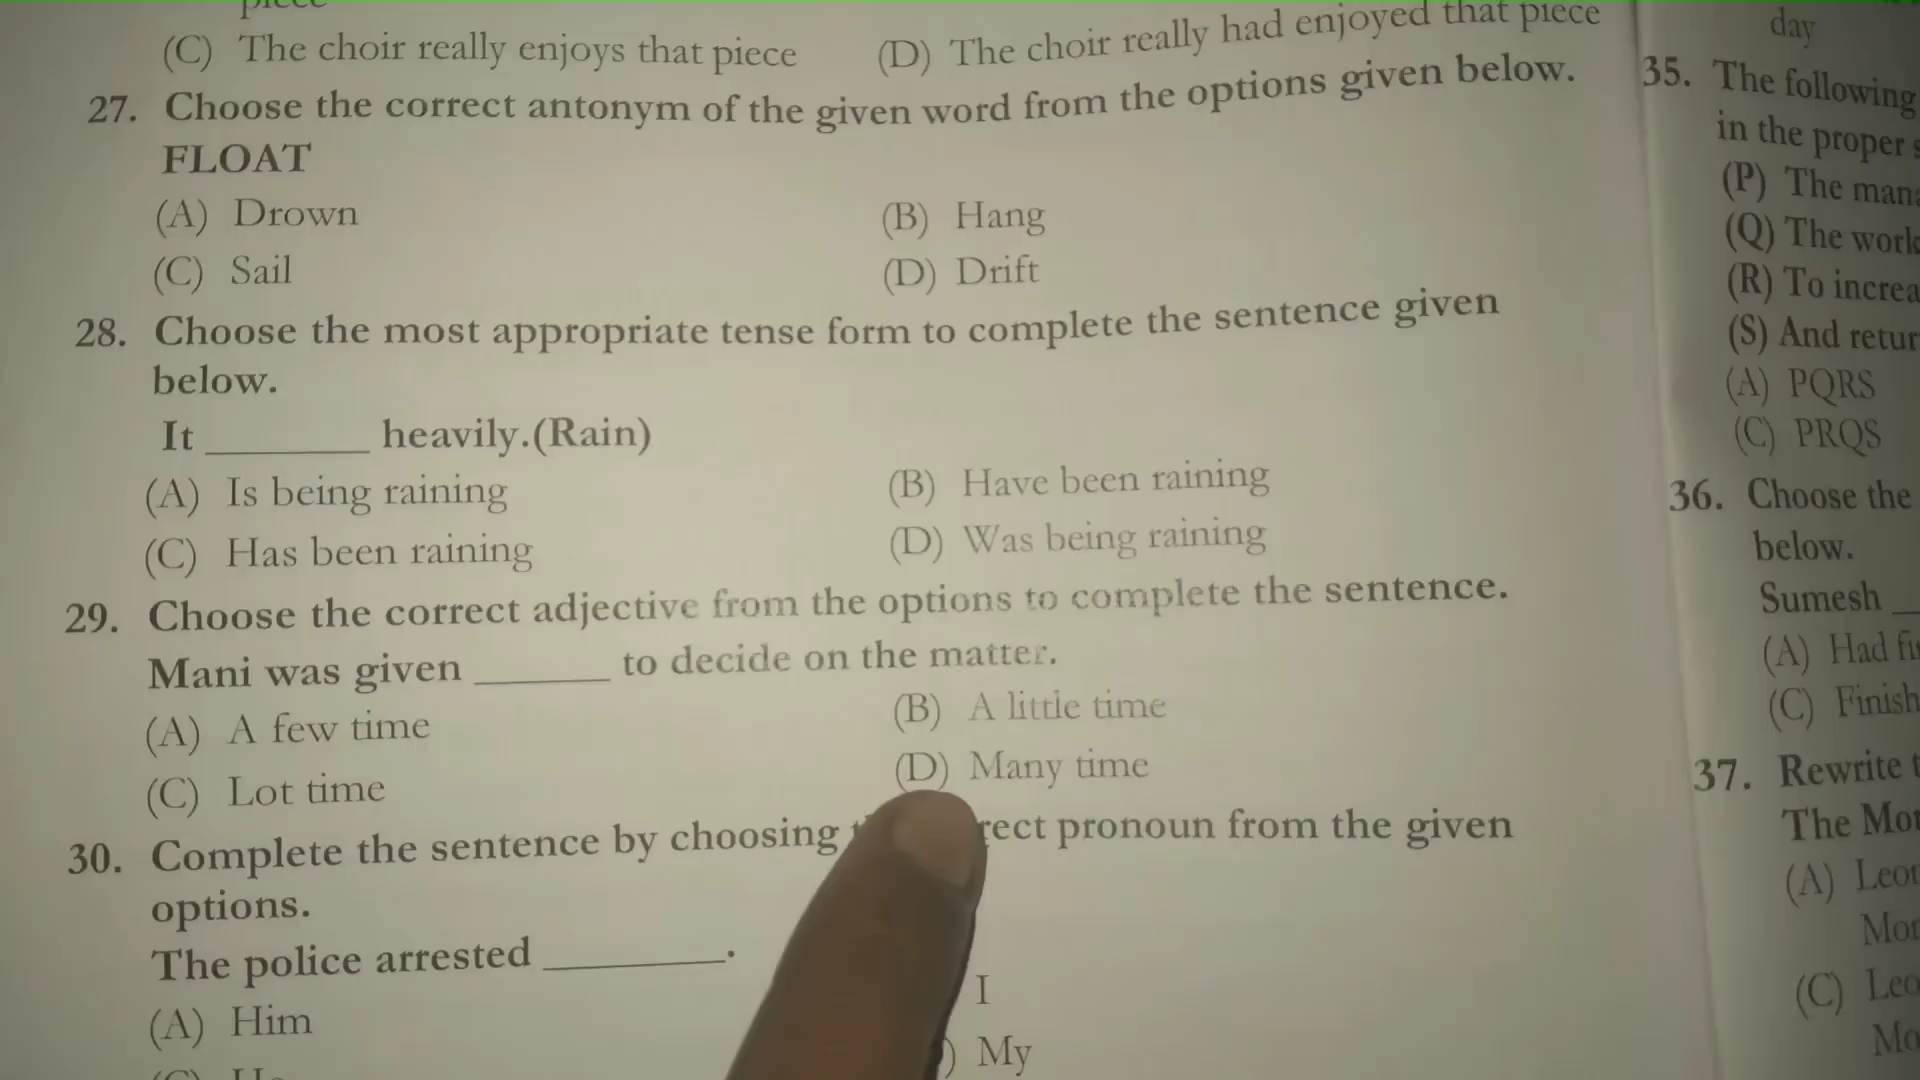 piece
(C) The choir really enjoys that piece (D) The choir really had enjoyed that piece
27. Choose the correct antonym of the given word from the options given below.
FLOAT
(A) Drown (B) Hang
(C) Sail (D) Drift
28. Choose the most appropriate tense form to complete the sentence given
below.
It ________ heavily.(Rain)
(A) Is being raining (B) Have been raining
(C) Has been raining (D) Was being raining
29. Choose the correct adjective from the options to complete the sentence.
Mani was given ______ to decide on the matter.
(A) A few time (B) A little time
(C) Lot time (D) Many time
30. Complete the sentence by choosing pronoun from the given
options.
The police arrested ________.
(A) Him I
My
day
35. The following
in the proper
(P) The
(Q) The
(R) To
(S) And
(A) PQRS
(C) PRQS
36. Choose the
below.
Sumesh
(A) Had
(C)
37. Rewrite
The
(A)
(C)